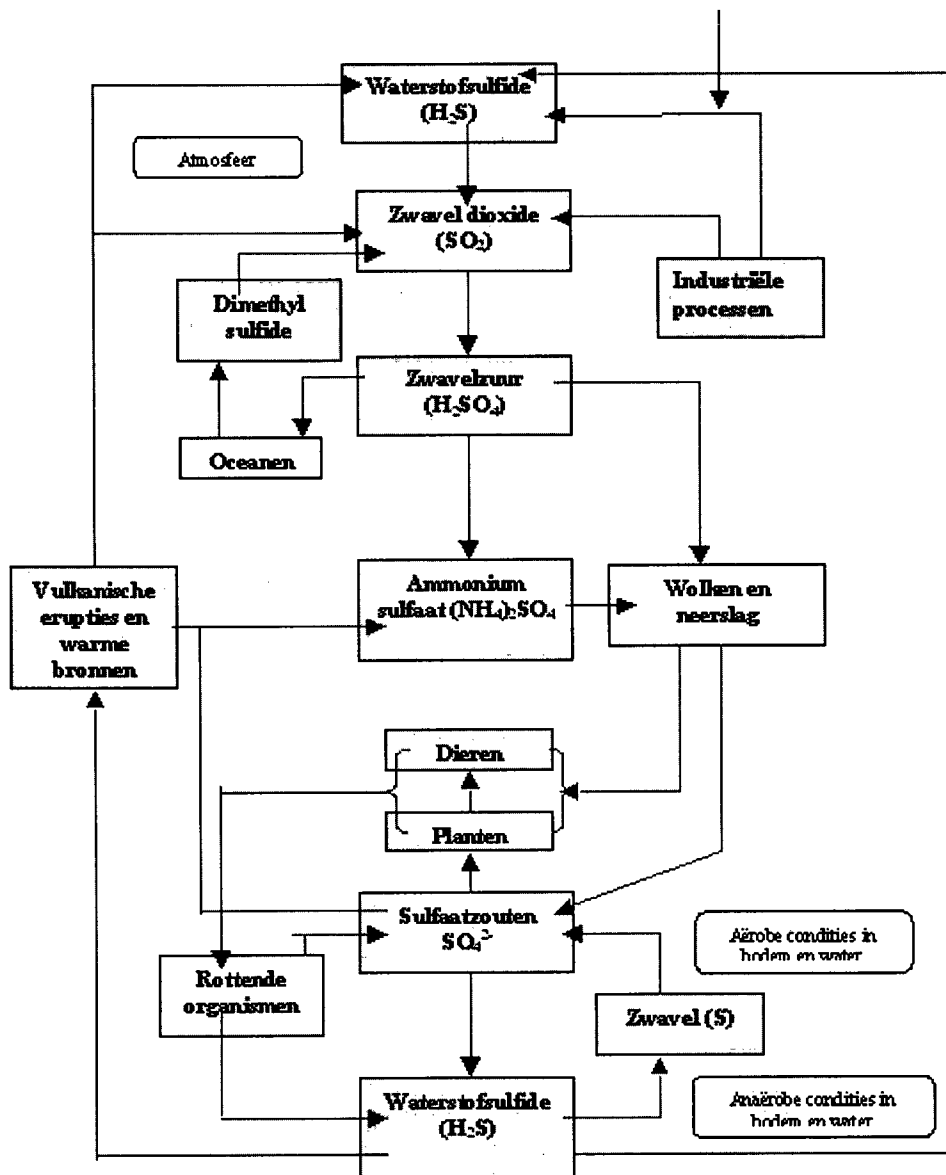 Waterstofsulfide
(H₂S)
Atmosfeer
Zwavel dioxide
(SO₂)
Dimethyl
sulfide
Industriële
processen
Zwavelzuur
(H₂SO₄)
Oceanen
Vulkanische
erupties en
warme
bronnen
Ammonium
sulfaat (NH₄)₂SO₄
Wolken en
neerslag
Dieren
Planten
Sulfaatzouten
SO₄²⁻
Aërobe condities in
bodem en water
Rottende
organismen
Zwavel (S)
Waterstofsulfide
(H₂S)
Anaërobe condities in
bodem en water